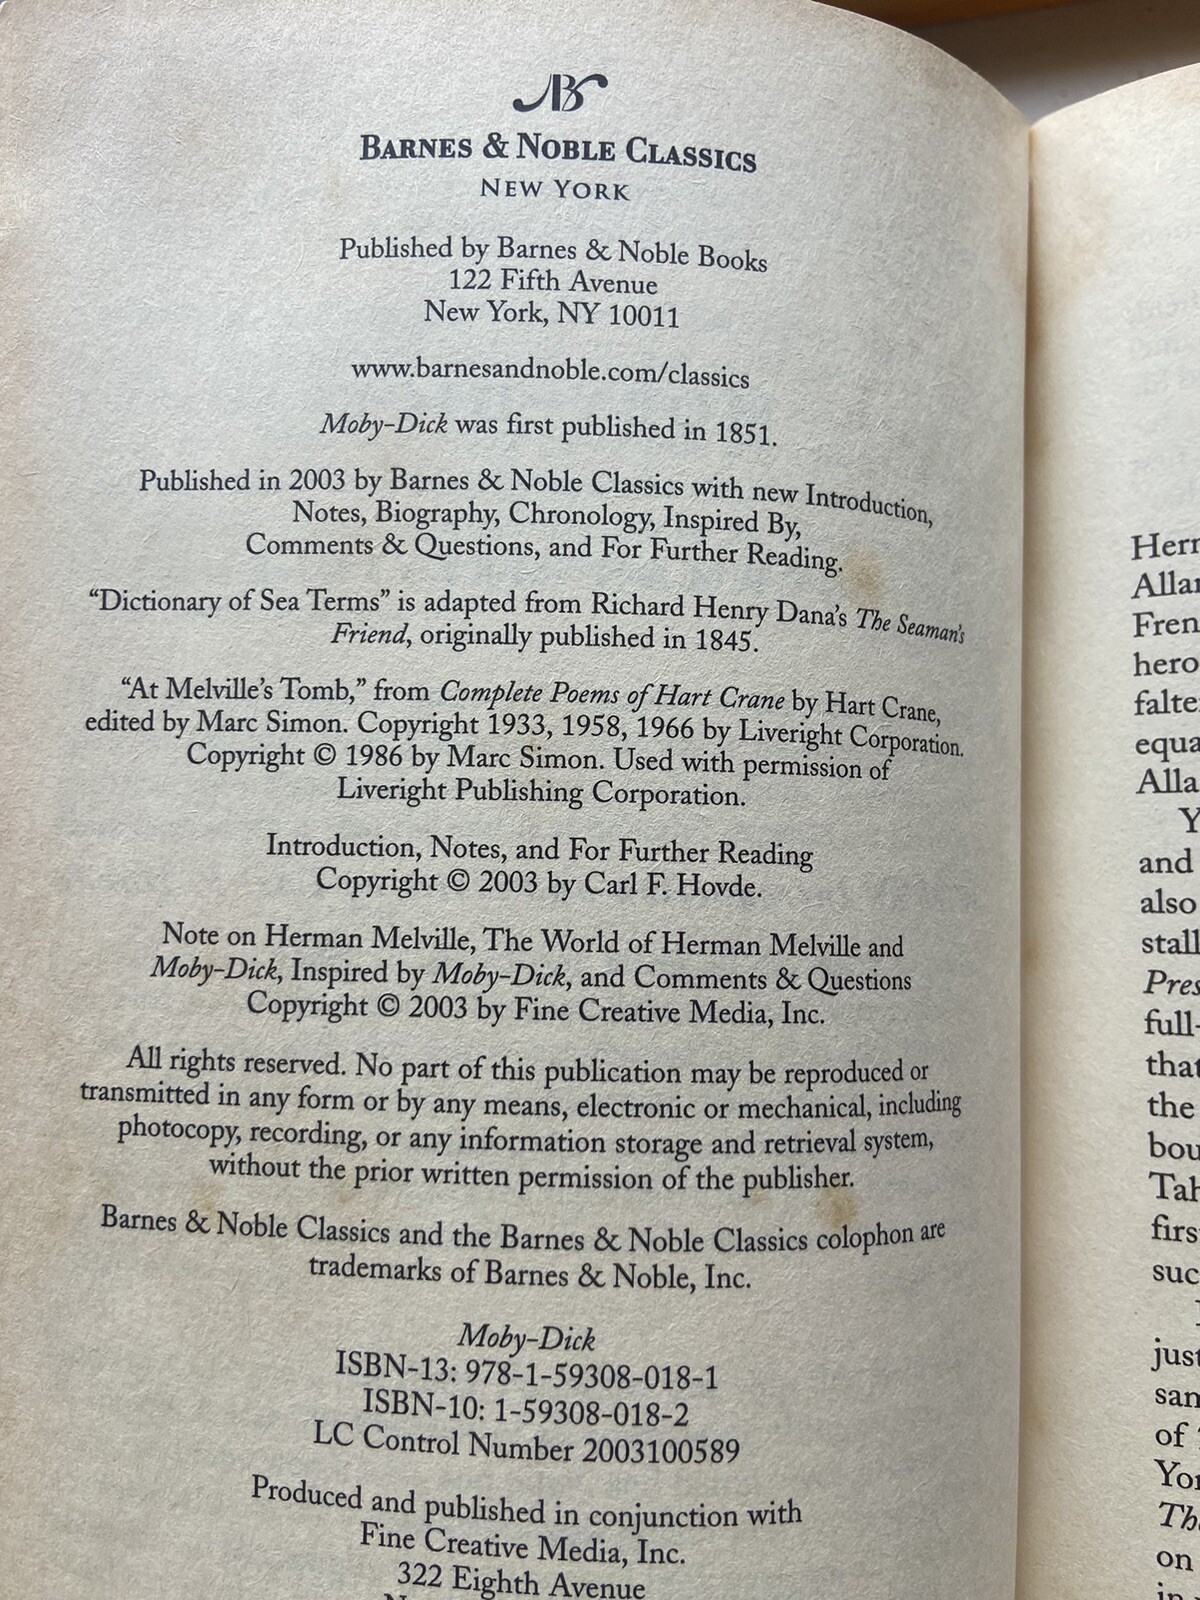 BARNES & NOBLE CLASSICS
NEW YORK
Published by Barnes & Noble Books
122 Fifth Avenue
New York, NY 10011
www.barnesandnoble.com/classics
Moby-Dick was first published in 1851.
Published in 2003 by Barnes & Noble Classics with new Introduction,
Notes, Biography, Chronology, Inspired By,
Comments & Questions, and For Further Reading.
“Dictionary of Sea Terms” is adapted from Richard Henry Dana’s The Seaman’s
Friend, originally published in 1845.
“At Melville’s Tomb,” from Complete Poems of Hart Crane by Hart Crane,
edited by Marc Simon. Copyright 1933, 1958, 1966 by Liveright Corporation.
Copyright © 1986 by Marc Simon. Used with permission of
Liveright Publishing Corporation.
Introduction, Notes, and For Further Reading
Copyright © 2003 by Carl F. Hovde.
Note on Herman Melville, The World of Herman Melville and
Moby-Dick, Inspired by Moby-Dick, and Comments & Questions
Copyright © 2003 by Fine Creative Media, Inc.
All rights reserved. No part of this publication may be reproduced or
transmitted in any form or by any means, electronic or mechanical, including
photocopy, recording, or any information storage and retrieval system,
without the prior written permission of the publisher.
Barnes & Noble Classics and the Barnes & Noble Classics colophon are
trademarks of Barnes & Noble, Inc.
Moby-Dick
ISBN-13: 978-1-59308-018-1
ISBN-10: 1-59308-018-2
LC Control Number 2003100589
Produced and published in conjunction with
Fine Creative Media, Inc.
322 Eighth Avenue
and
also
that
the
of
on